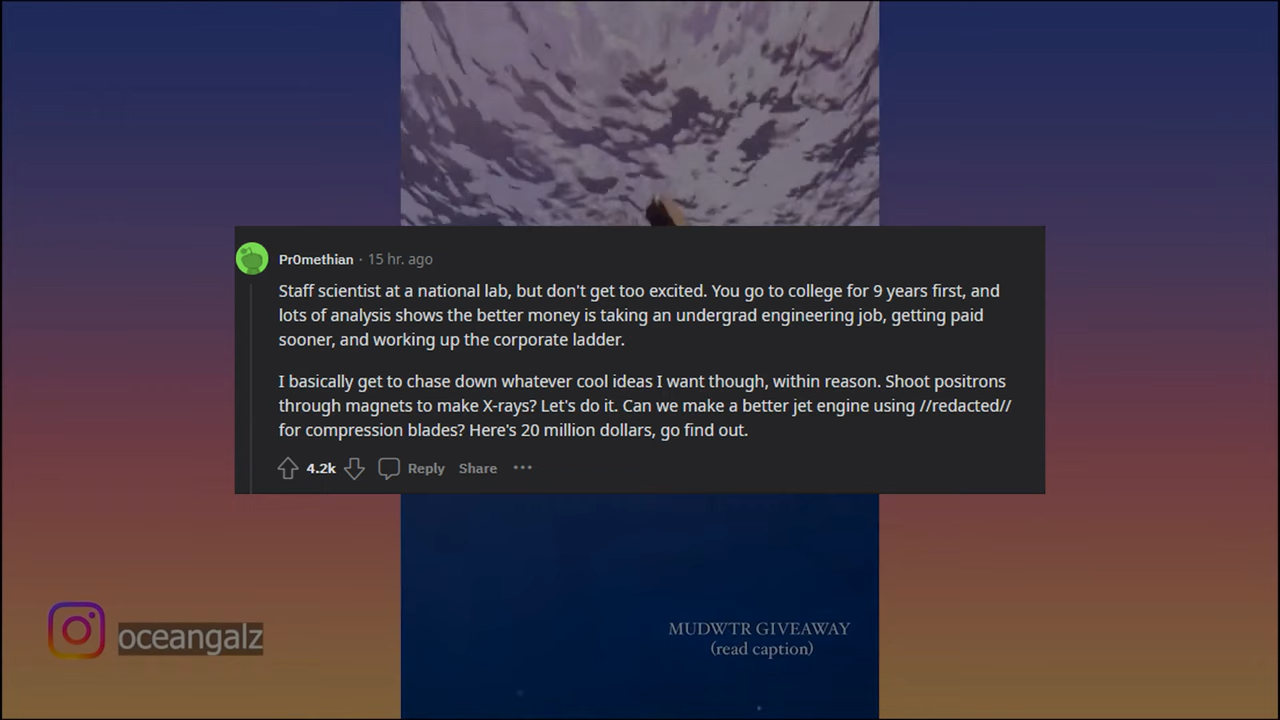 Pr0methian · 15 hr. ago
Staff scientist at a national lab, but don't get too excited. You go to college for 9 years first, and
lots of analysis shows the better money is taking an undergrad engineering job, getting paid
sooner, and working up the corporate ladder.
I basically get to chase down whatever cool ideas I want though, within reason. Shoot positrons
through magnets to make X-rays? Let's do it. Can we make a better jet engine using //redacted//
for compression blades? Here's 20 million dollars, go find out.
4.2k Reply Share ···
oceangalz
MUDWTR GIVEAWAY
(read caption)